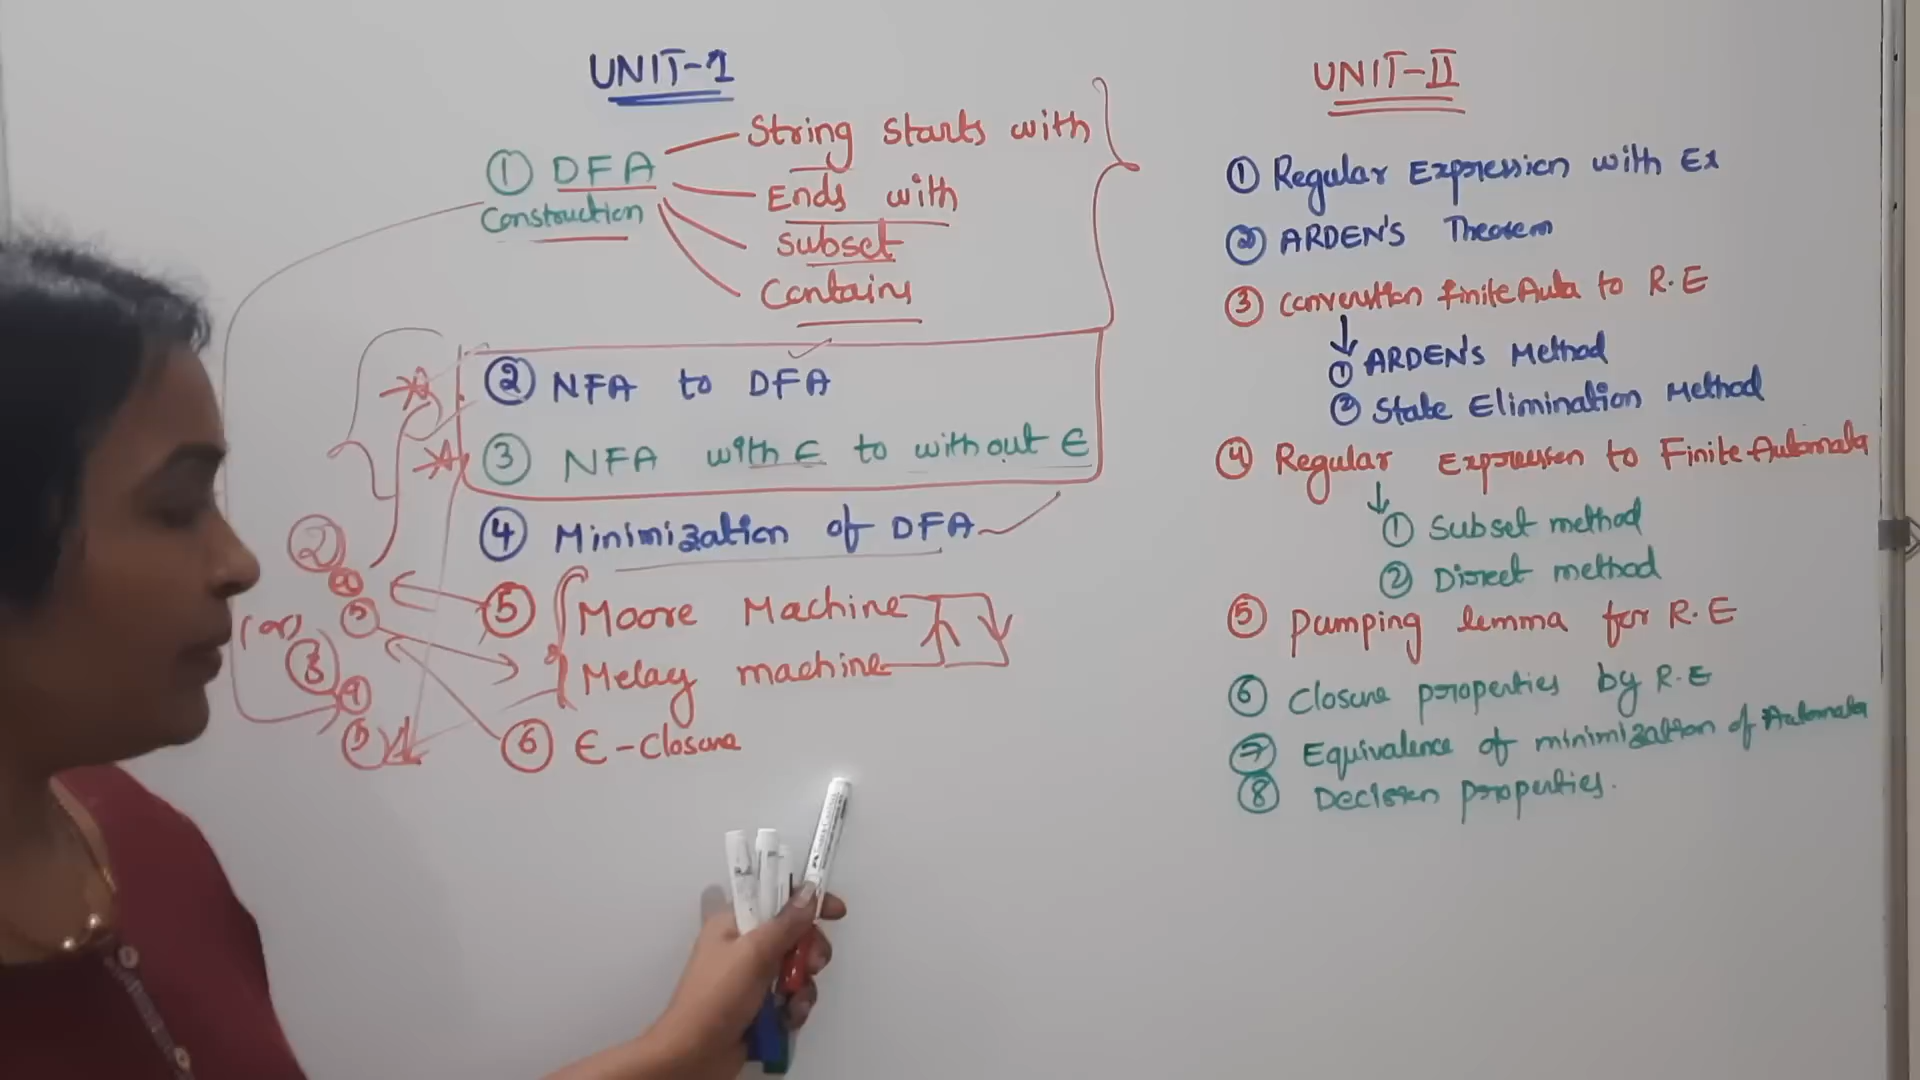 UNIT-1
① DFA
Construction
String starts with
Ends with
subset
Contains
② NFA to DFA
③ NFA with ϵ to without ϵ
④ Minimization of DFA
⑤ Moore Machine
Melay machine
⑥ ϵ-closure
②
(or)
③
UNIT-II
① Regular Expression with Ex
② ARDEN's Theorem
③ Conversion finite Auta to R.E
① ARDEN's Method
② State Elimination Method
④ Regular Expression to Finite Automata
① Subset method
② Direct method
⑤ Pumping lemma for R.E
⑥ Closure properties by R.E
⑦ Equivalence of minimization of Automata
⑧ Decision properties.